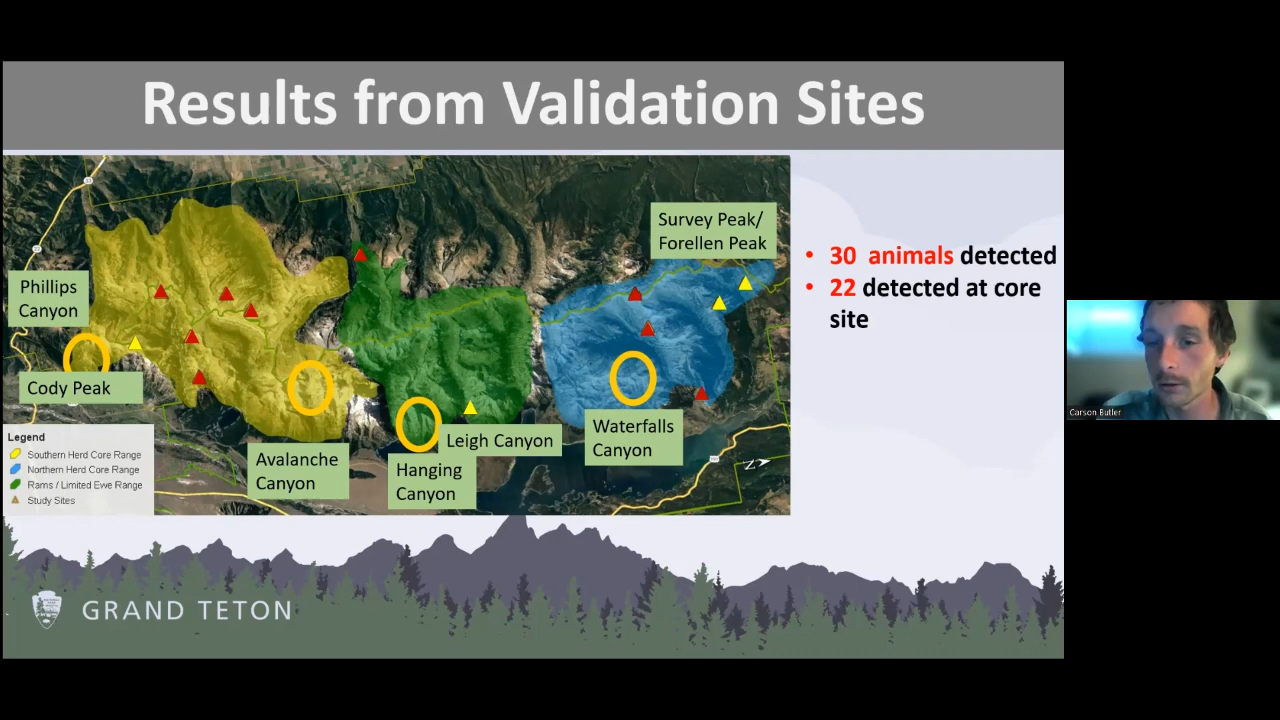 Results from Validation Sites
Survey Peak/
Forellen Peak
Phillips
Canyon
Cody Peak
Legend
Southern Herd Core Range
Northern Herd Core Range
Rams / Limited Ewe Range
Study Sites
Avalanche
Canyon
Hanging
Canyon
Leigh Canyon
Waterfalls
Canyon
Z
• 30 animals detected
• 22 detected at core
site
GRAND TETON
Carson Butler